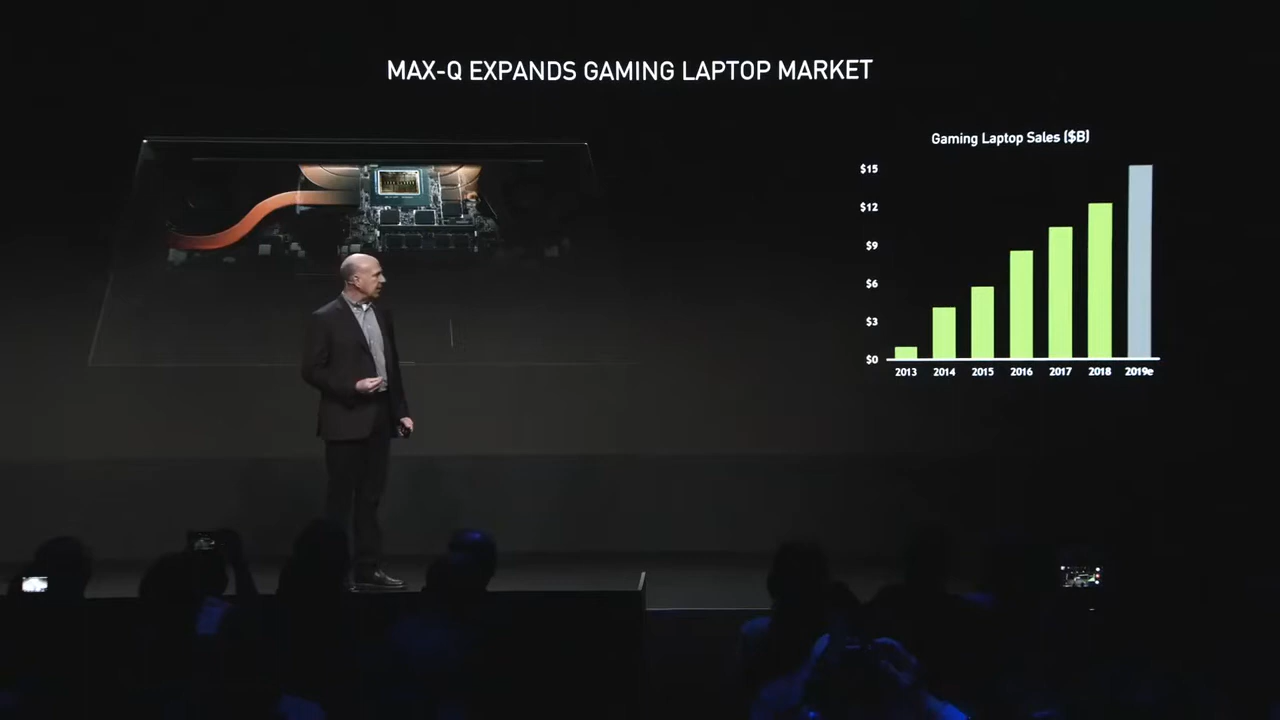 MAX-Q EXPANDS GAMING LAPTOP MARKET
Gaming Laptop Sales ($B)
$15
$12
$9
$6
$3
$0
2013 2014 2015 2016 2017 2018 2019e